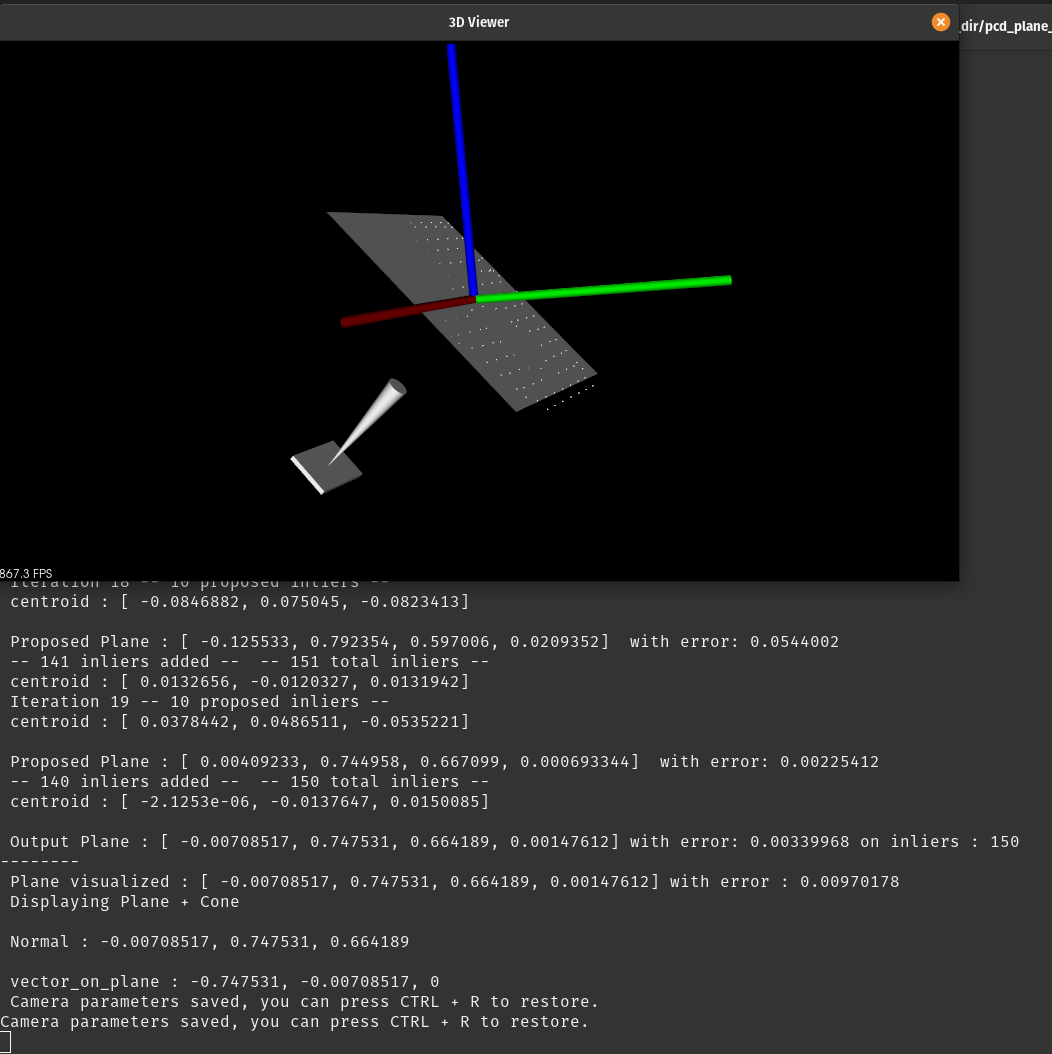 3D Viewer
_dir/pcd_plane_
867.3 FPS
Iteration 18 -- 10 proposed inliers --
centroid : [ -0.0846882, 0.075045, -0.0823413]
Proposed Plane : [ -0.125533, 0.792354, 0.597006, 0.0209352]  with error: 0.0544002
-- 141 inliers added --  -- 151 total inliers --
centroid : [ 0.0132656, -0.0120327, 0.0131942]
Iteration 19 -- 10 proposed inliers --
centroid : [ 0.0378442, 0.0486511, -0.0535221]
Proposed Plane : [ 0.00409233, 0.744958, 0.667099, 0.000693344]  with error: 0.00225412
-- 140 inliers added --  -- 150 total inliers --
centroid : [ -2.1253e-06, -0.0137647, 0.0150085]
Output Plane : [ -0.00708517, 0.747531, 0.664189, 0.00147612] with error: 0.00339968 on inliers : 150
--------
Plane visualized : [ -0.00708517, 0.747531, 0.664189, 0.00147612] with error : 0.00970178
Displaying Plane + Cone
Normal : -0.00708517, 0.747531, 0.664189
vector_on_plane : -0.747531, -0.00708517, 0
Camera parameters saved, you can press CTRL + R to restore.
Camera parameters saved, you can press CTRL + R to restore.